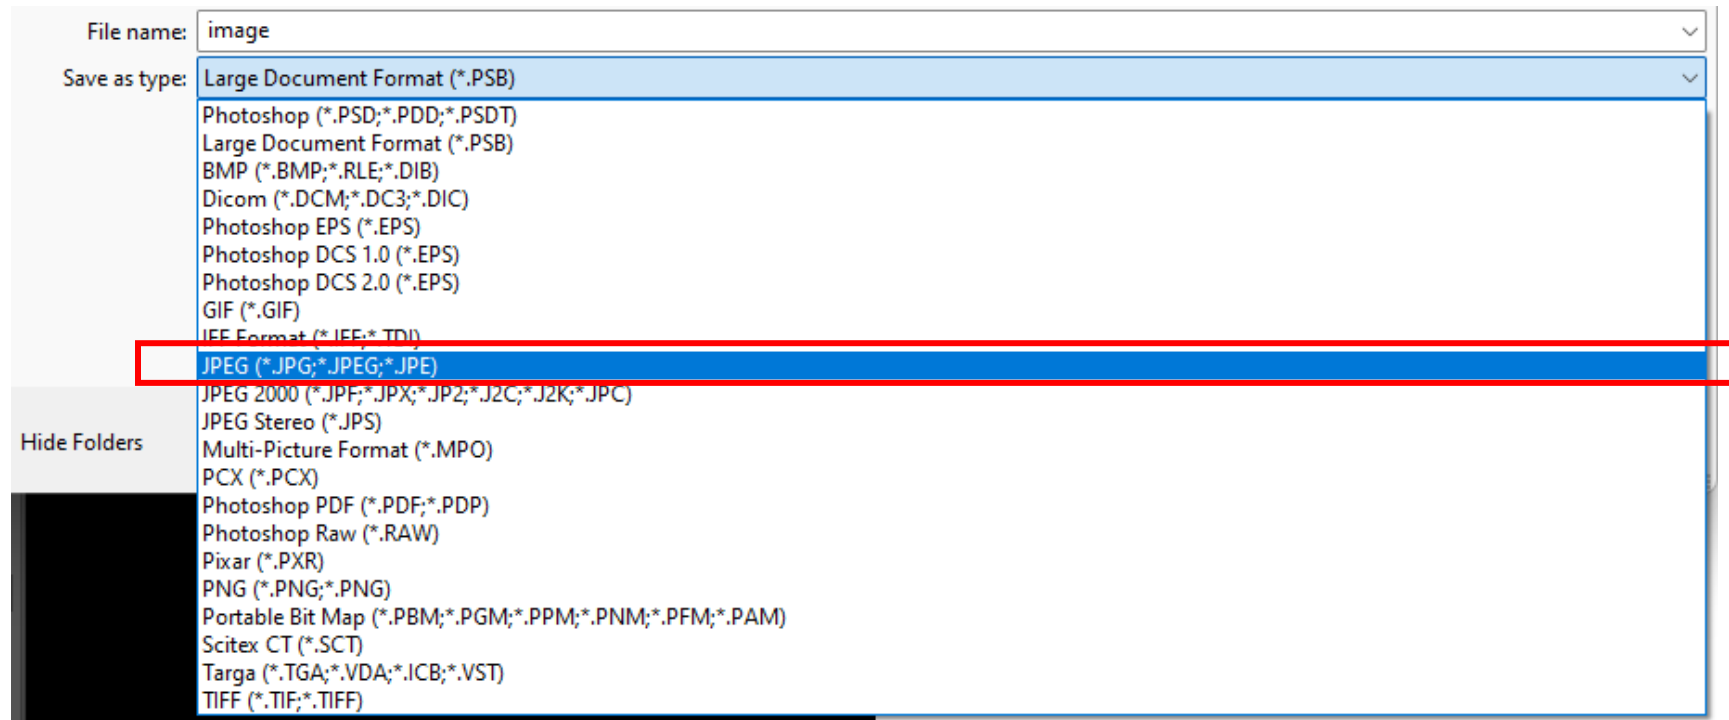 File name: image
Save as type: Large Document Format (*.PSB)
Photoshop (*.PSD;*.PDD;*.PSDT)
Large Document Format (*.PSB)
BMP (*.BMP;*.RLE;*.DIB)
Dicom (*.DCM;*.DC3;*.DIC)
Photoshop EPS (*.EPS)
Photoshop DCS 1.0 (*.EPS)
Photoshop DCS 2.0 (*.EPS)
GIF (*.GIF)
IFF Format (*.IFF;*.TDI)
JPEG (*.JPG;*.JPEG;*.JPE)
JPEG 2000 (*.JPF;*.JPX;*.JP2;*.J2C;*.J2K;*.JPC)
JPEG Stereo (*.JPS)
Hide Folders
Multi-Picture Format (*.MPO)
PCX (*.PCX)
Photoshop PDF (*.PDF;*.PDP)
Photoshop Raw (*.RAW)
Pixar (*.PXR)
PNG (*.PNG;*.PNG)
Portable Bit Map (*.PBM;*.PGM;*.PPM;*.PNM;*.PFM;*.PAM)
Scitex CT (*.SCT)
Targa (*.TGA;*.VDA;*.ICB;*.VST)
TIFF (*.TIF;*.TIFF)